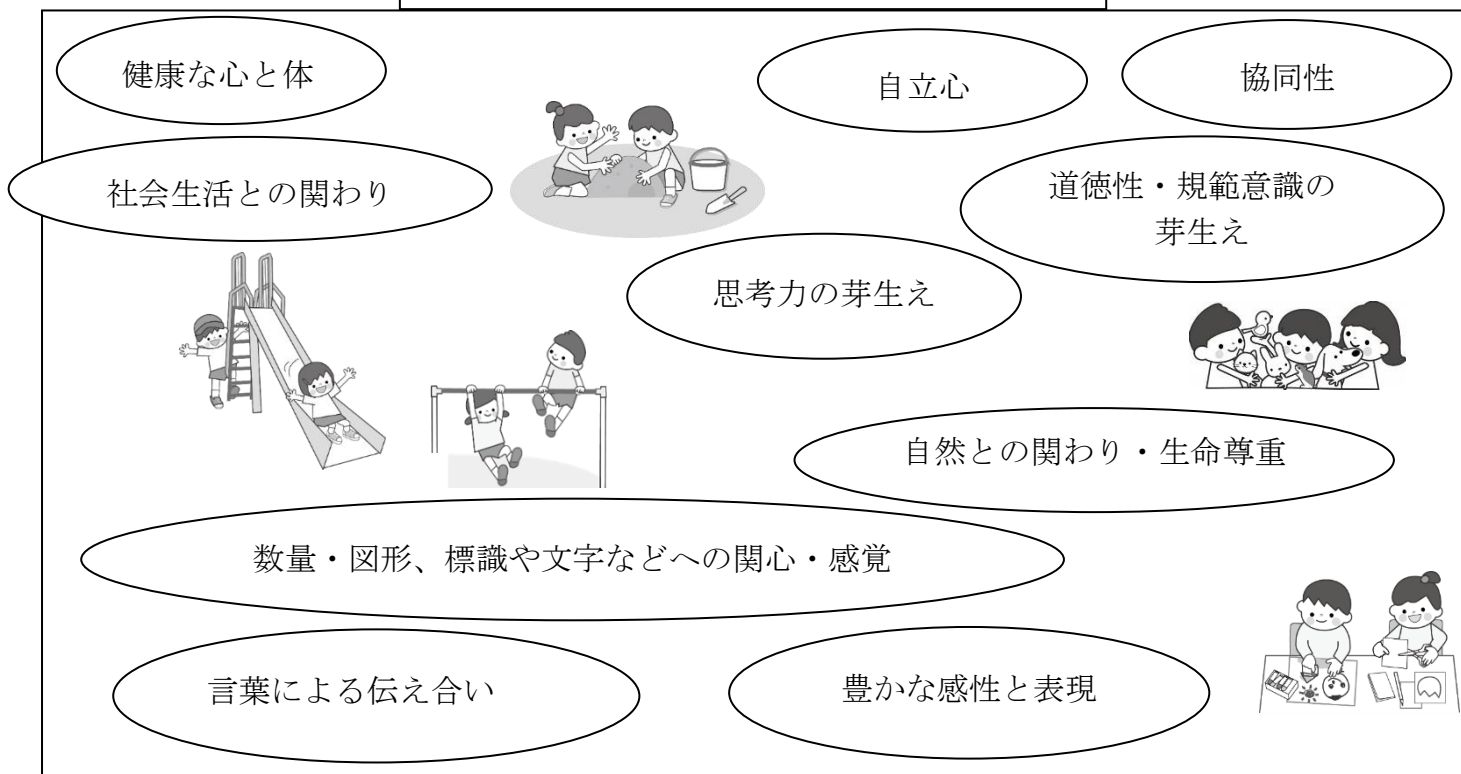 健康な心と体
自立心
協同性
社会生活との関わり
道徳性・規範意識の
芽生え
思考力の芽生え
自然との関わり・生命尊重
数量・図形、標識や文字などへの関心・感覚
言葉による伝え合い
豊かな感性と表現